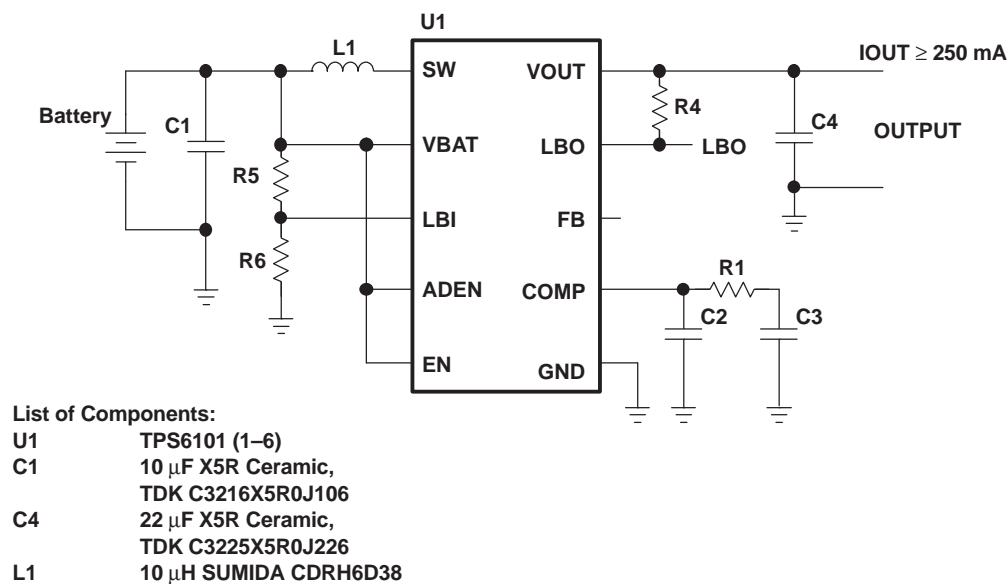 U1
L1
SW
VOUT
IOUT ≥ 250 mA
R4
Battery
C1
C4
OUTPUT
VBAT
LBO
LBO
R5
LBI
FB
R6
R1
ADEN
COMP
C2
C3
EN
GND
List of Components:
U1 TPS6101 (1–6)
C1 10 μF X5R Ceramic,
TDK C3216X5R0J106
C4 22 μF X5R Ceramic,
TDK C3225X5R0J226
L1 10 μH SUMIDA CDRH6D38